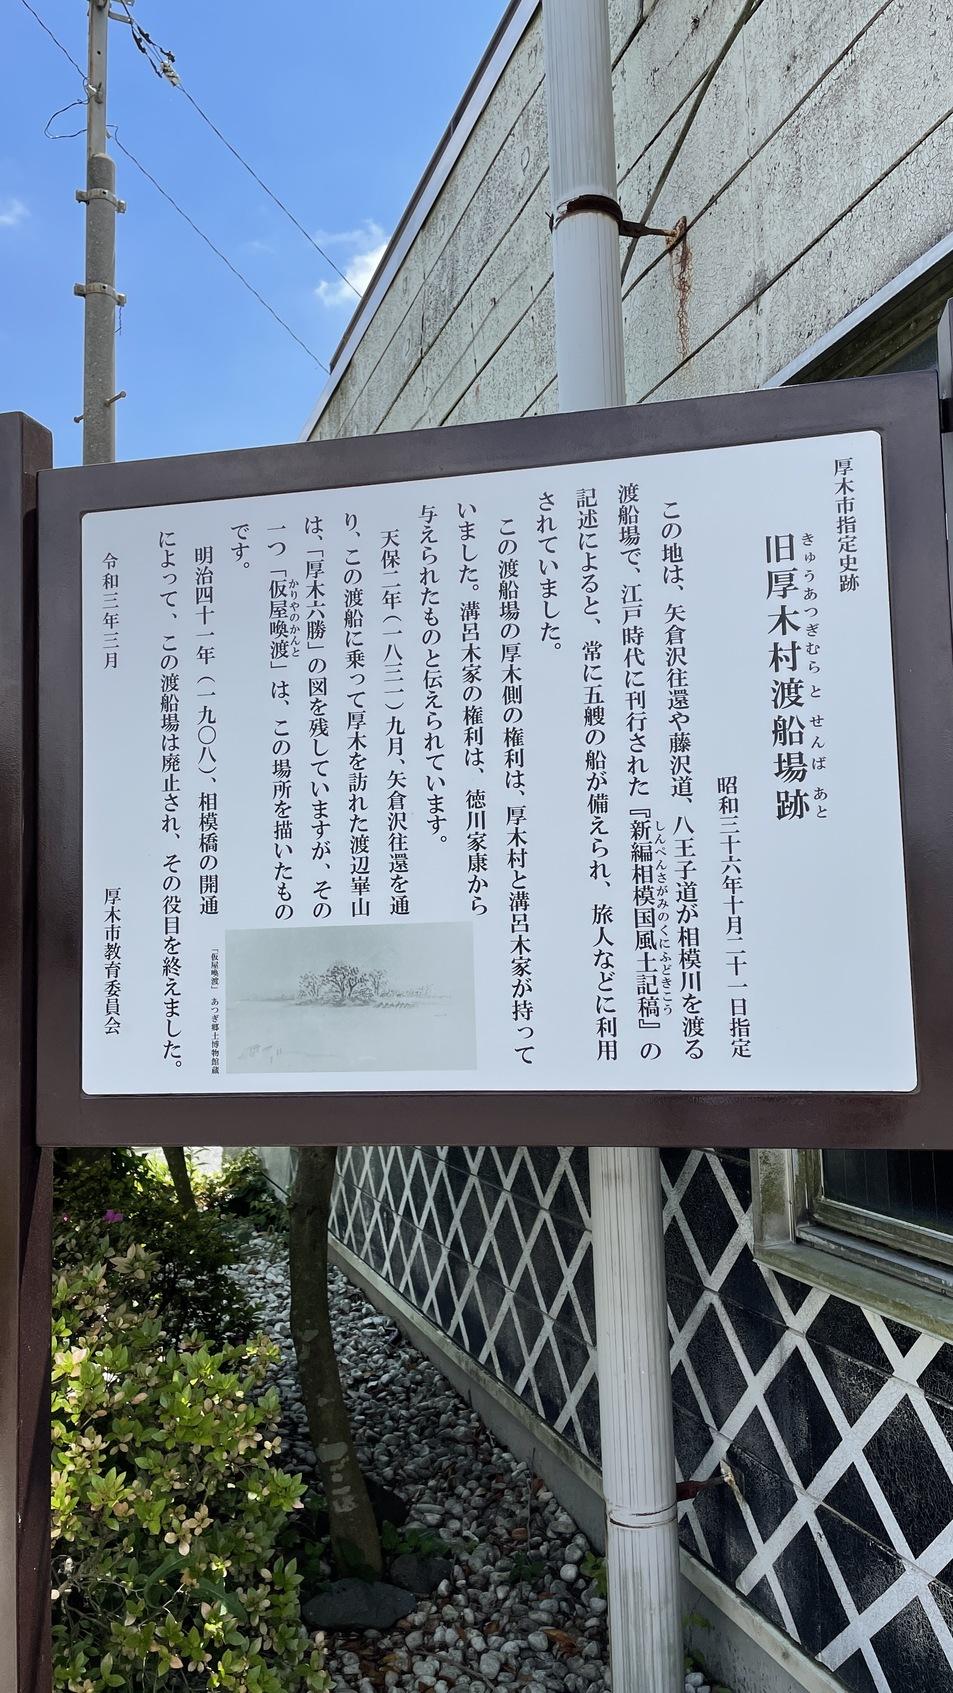 厚木市指定史跡
旧厚木村渡船場跡
きゅうあつぎむら と せんば あと
昭和三十六年十月二十一日指定
この地は、矢倉沢往還や藤沢道、八王子道が相模川を渡る
渡船場で、江戸時代に刊行された『新編相模国風土記稿』の
しんぺんさがみのくにふどきこう
記述によると、常に五艘の船が備えられ、旅人などに利用
されていました。
この渡船場の厚木側の権利は、厚木村と溝呂木家が持って
いました。溝呂木家の権利は、徳川家康から
与えられたものと伝えられています。
天保二年（一八三一）九月、矢倉沢往還を通
り、この渡船に乗って厚木を訪れた渡辺崋山
は、「厚木六勝」の図を残していますが、その
一つ「仮屋喚渡」は、この場所を描いたもの
かりやのかんと
です。
明治四十一年（一九〇八）、相模橋の開通
によって、この渡船場は廃止され、その役目を終えました。
「仮屋喚渡」 あつぎ郷土博物館蔵
令和三年三月
厚木市教育委員会